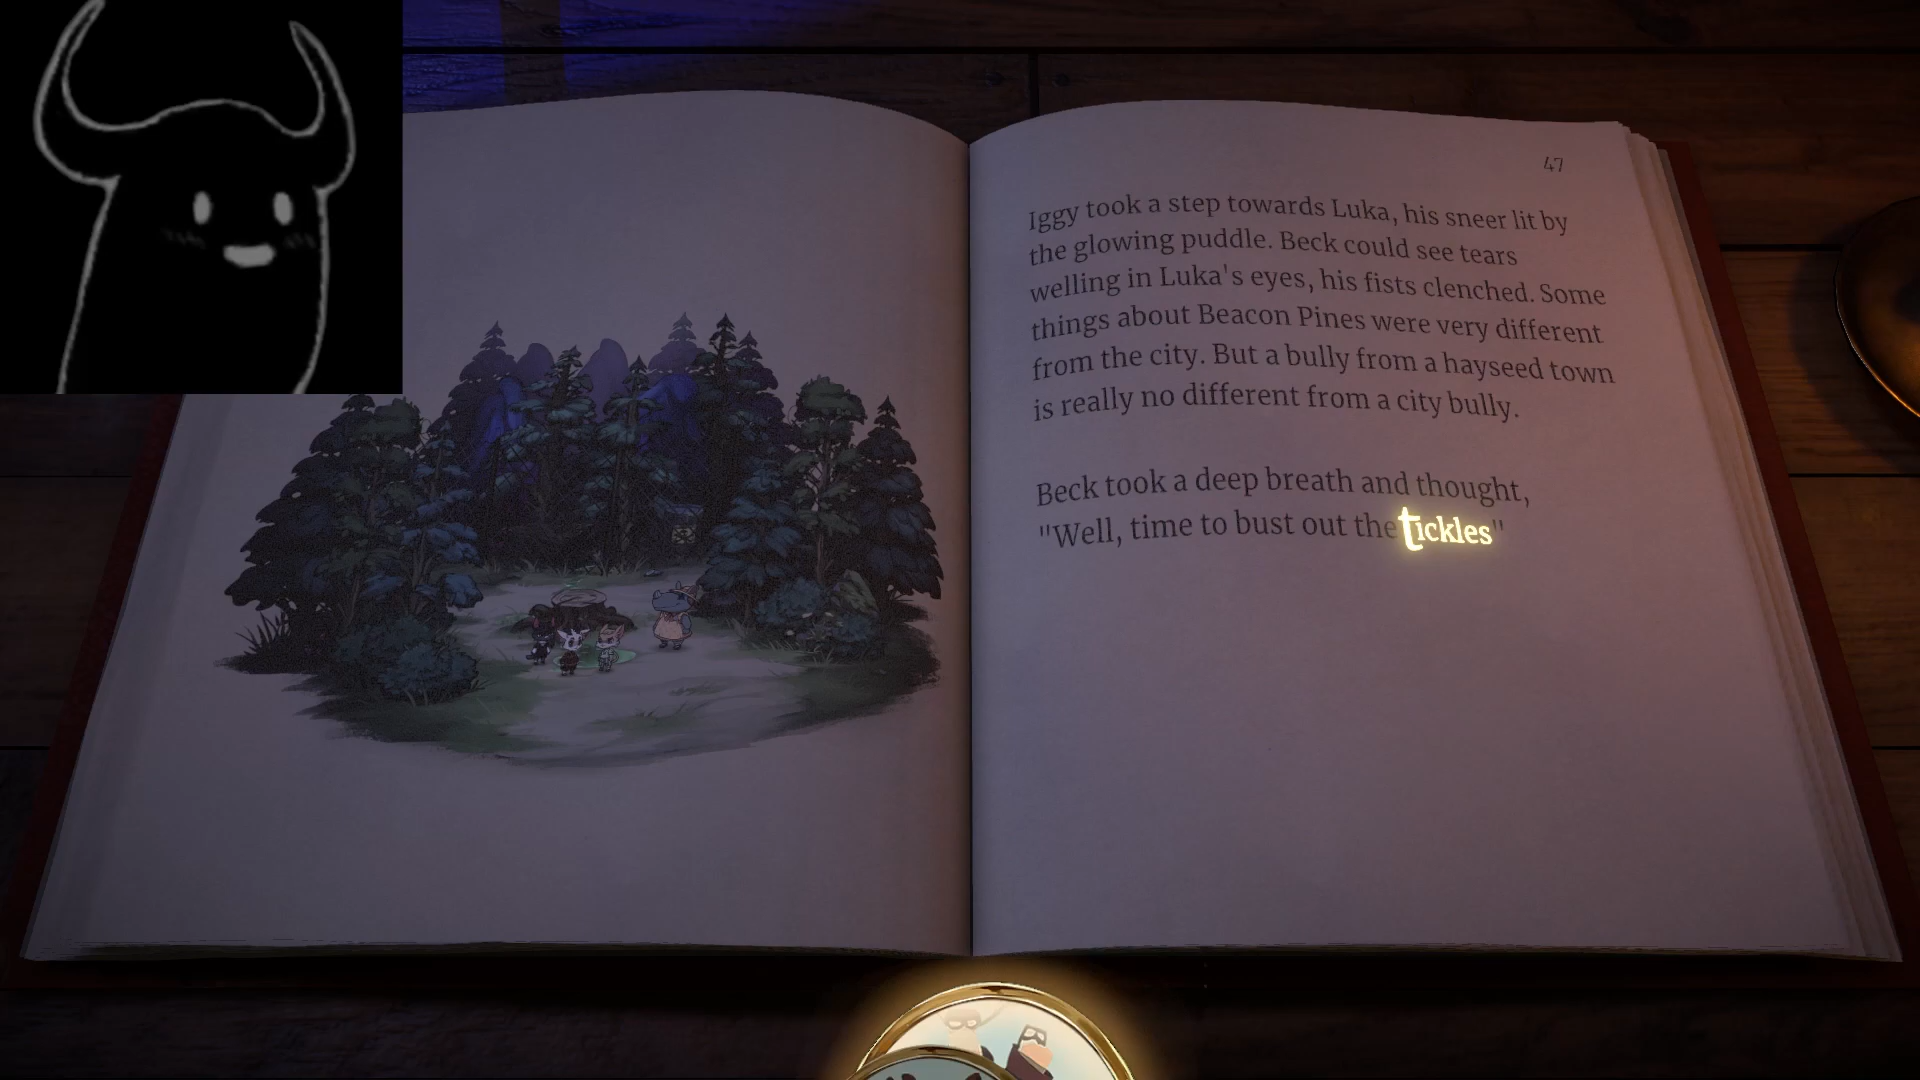 47
Iggy took a step towards Luka, his sneer lit by
the glowing puddle. Beck could see tears
welling in Luka's eyes, his fists clenched. Some
things about Beacon Pines were very different
from the city. But a bully from a hayseed town
is really no different from a city bully.
Beck took a deep breath and thought,
"Well, time to bust out the tickles"